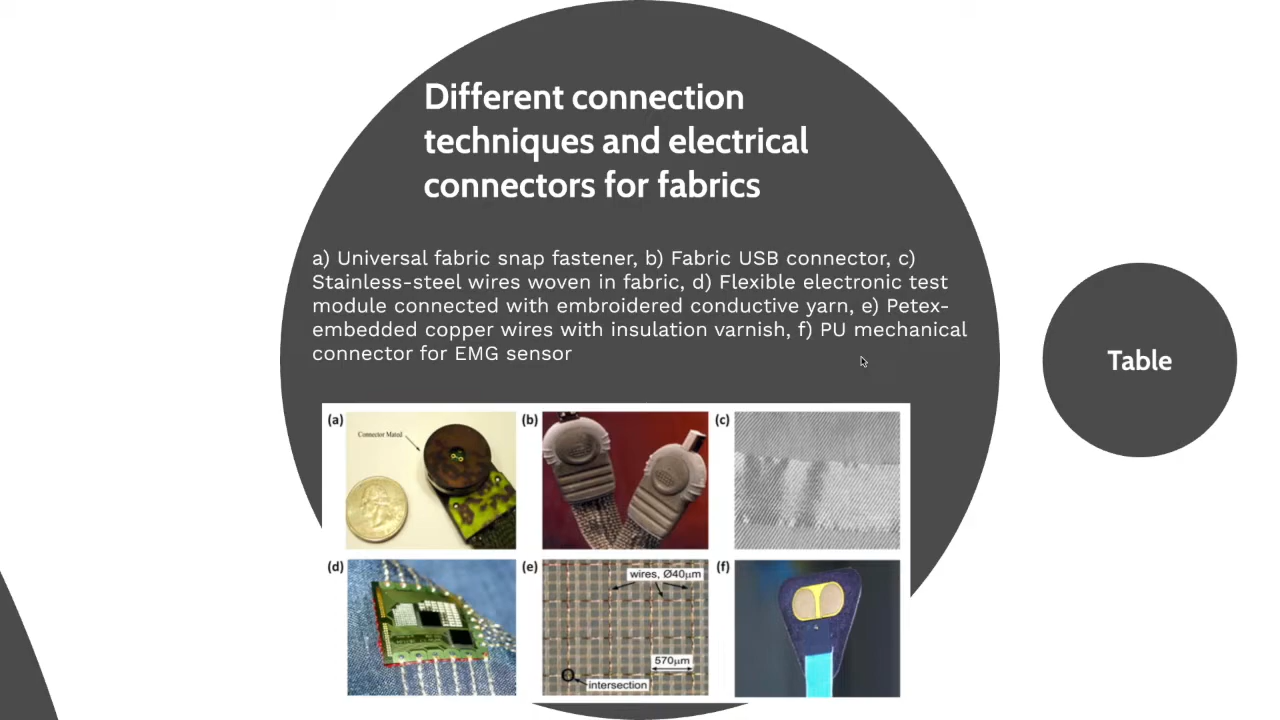 Different connection
techniques and electrical
connectors for fabrics
a) Universal fabric snap fastener, b) Fabric USB connector, c)
Stainless-steel wires woven in fabric, d) Flexible electronic test
module connected with embroidered conductive yarn, e) Petex-
embedded copper wires with insulation varnish, f) PU mechanical
connector for EMG sensor
Table
(a)
Connector Mated
(b)
(c)
(d)
(e)
wires, Ø40µm
570µm
intersection
(f)